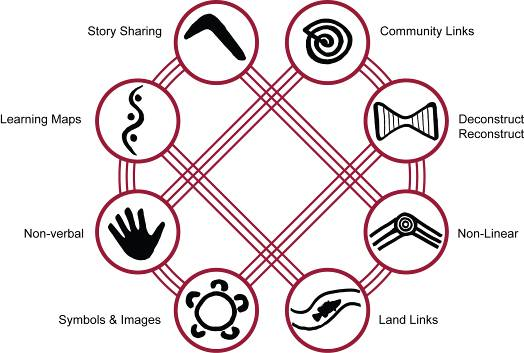 Story Sharing
Community Links
Learning Maps
Deconstruct
Reconstruct
Non-verbal
Non-Linear
Symbols & Images
Land Links